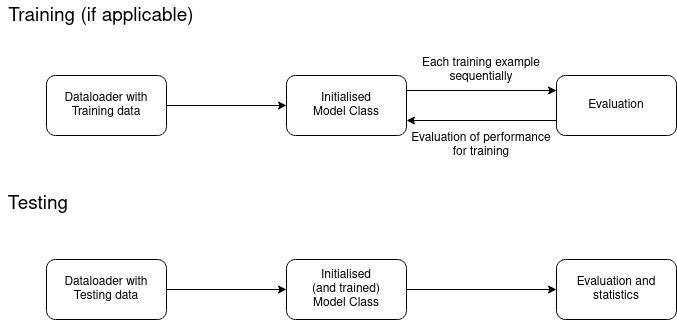 Training (if applicable)
Each training example
sequentially
Dataloader with
Training data
Initialised
Model Class
Evaluation
Evaluation of performance
for training
Testing
Dataloader with
Testing data
Initialised
(and trained)
Model Class
Evaluation and
statistics